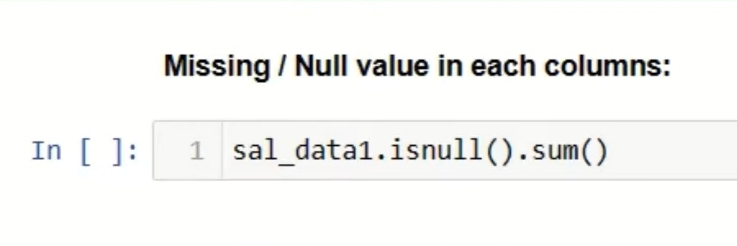 Missing / Null value in each columns:
In [ ]: 1 sal_data1.isnull().sum()